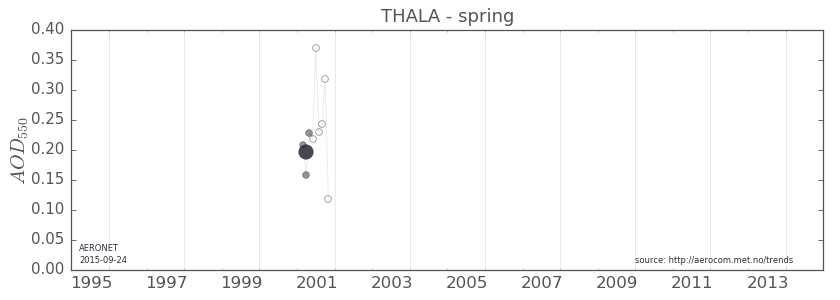 THALA - spring
0.40
0.35
0.30
0.25
0.20
0.15
0.10
0.05
0.00
AOD550
AERONET
2015-09-24
source: http://aerocom.met.no/trends
1995 1997 1999 2001 2003 2005 2007 2009 2011 2013